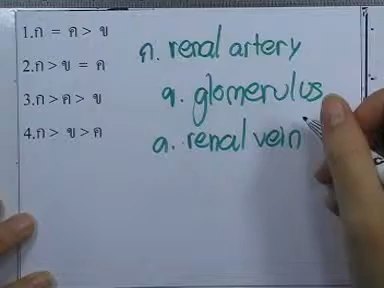 1.ก = ค > ข
2.ก > ข = ค
3.ก > ค > ข
4.ก > ข > ค
ก. renal artery
ข. glomerulus
ค. renal vein